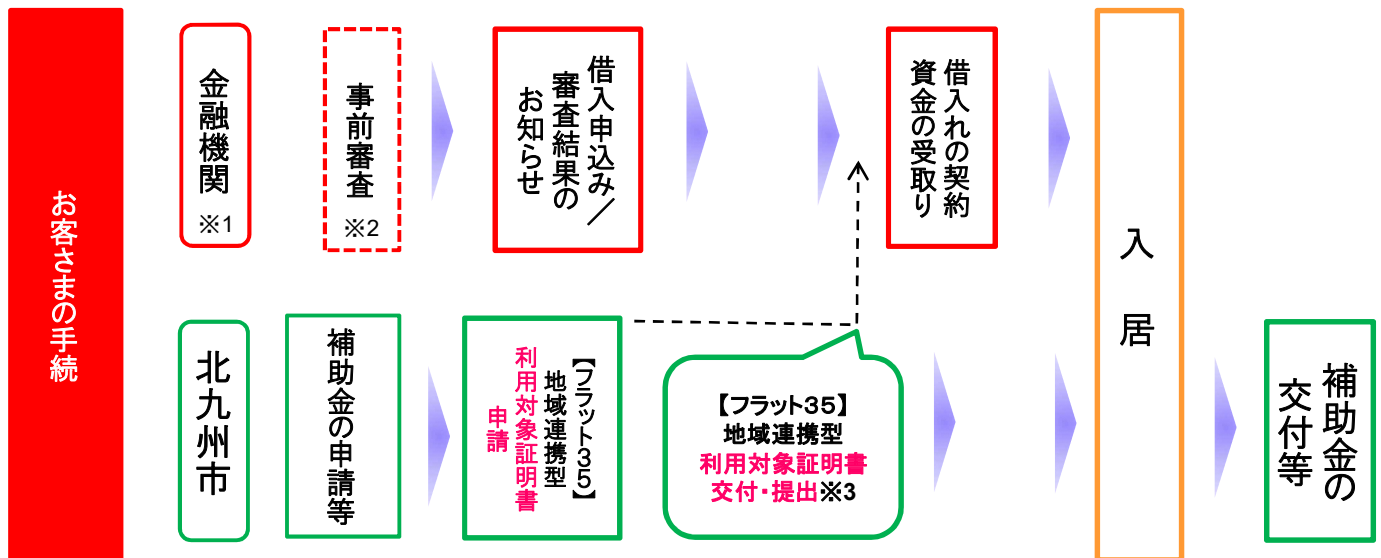 お客さまの手続
金融機関
※1
事前審査
※2
借入申込み／
審査結果の
お知らせ
借入れの契約
資金の受取り
入居
北九州市
補助金の申請等
【フラット35】
地域連携型
利用対象証明書
申請
【フラット35】
地域連携型
利用対象証明書
交付・提出※3
補助金の
交付等